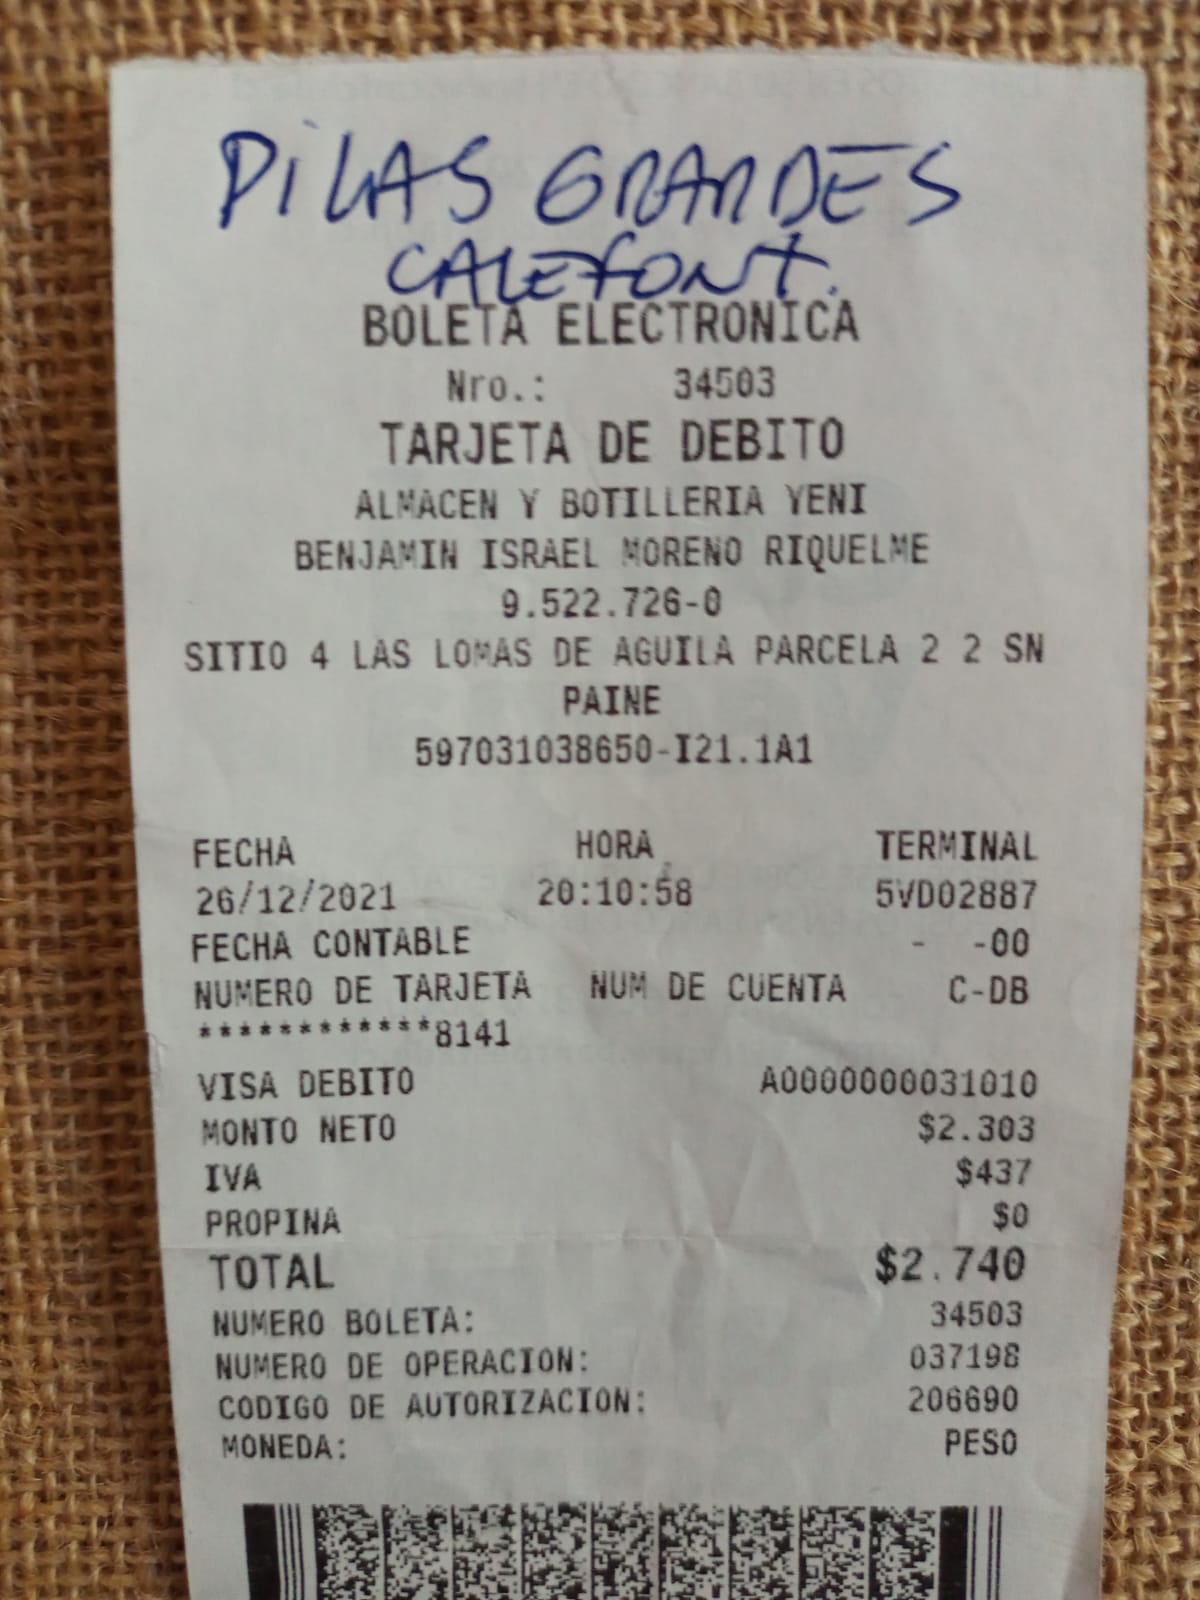 PILAS GRANDES
CALEFONT.
BOLETA ELECTRONICA
Nro.: 34503
TARJETA DE DEBITO
ALMACEN Y BOTILLERIA YENI
BENJAMIN ISRAEL MORENO RIQUELME
9.522.726-0
SITIO 4 LAS LOMAS DE AGUILA PARCELA 2 2 SN
PAINE
597031038650-I21.1A1
FECHA HORA TERMINAL
26/12/2021 20:10:58 5VD02887
FECHA CONTABLE - -00
NUMERO DE TARJETA NUM DE CUENTA C-DB
************8141
VISA DEBITO A0000000031010
MONTO NETO $2.303
IVA $437
PROPINA $0
TOTAL $2.740
NUMERO BOLETA: 34503
NUMERO DE OPERACION: 037198
CODIGO DE AUTORIZACION: 206690
MONEDA: PESO